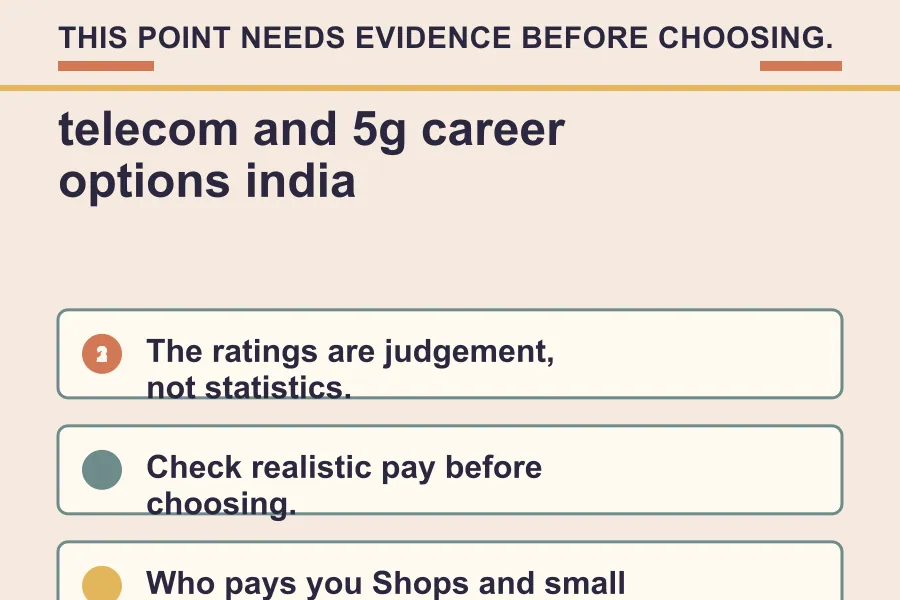 THIS POINT NEEDS EVIDENCE BEFORE CHOOSING.
telecom and 5g career
options india
The ratings are judgement,
not statistics.
Check realistic pay before
choosing.
Who pays you Shops and small